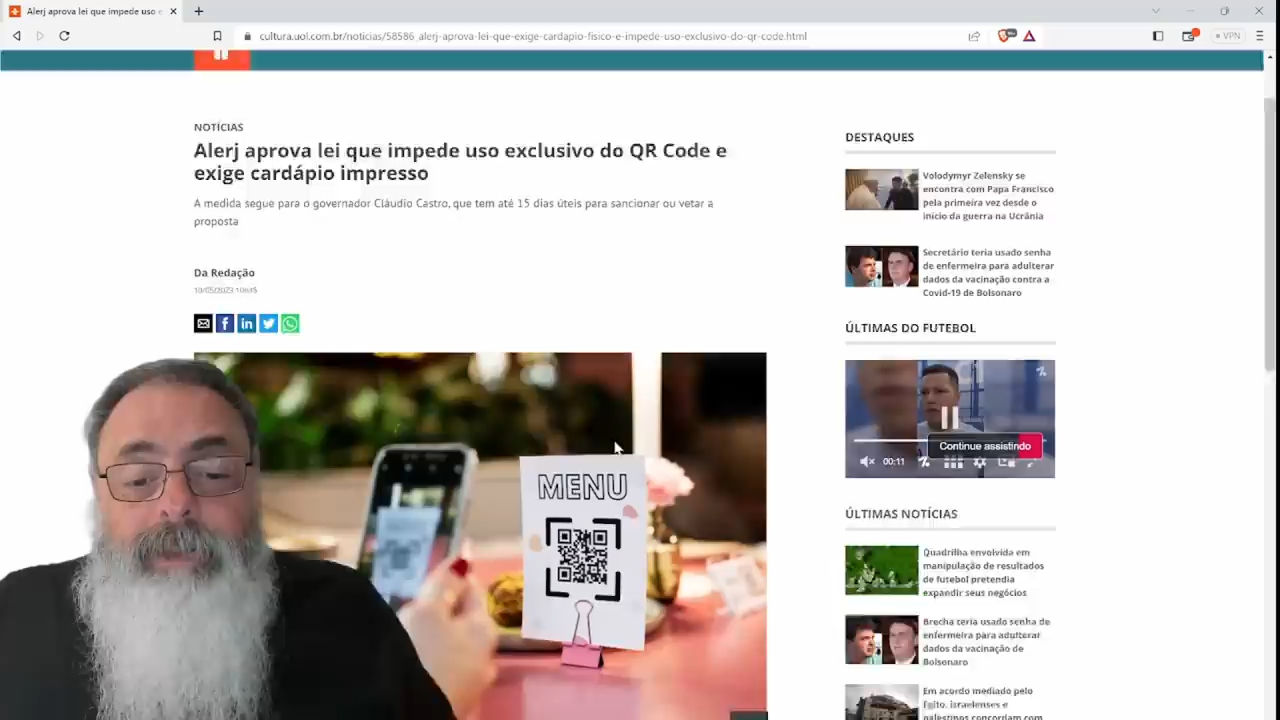 Alerj aprova lei que impede uso e
cultura.uol.com.br/noticias/58586_alerj-aprova-lei-que-exige-cardapio-fisico-e-impede-uso-exclusivo-do-qr-code.html
VPN
NOTÍCIAS
Alerj aprova lei que impede uso exclusivo do QR Code e
exige cardápio impresso
A medida segue para o governador Cláudio Castro, que tem até 15 dias úteis para sancionar ou vetar a
proposta
Da Redação
MENU
DESTAQUES
Volodymyr Zelensky se
encontra com Papa Francisco
pela primeira vez desde o
início da guerra na Ucrânia
Secretário teria usado senha
de enfermeira para adulterar
dados da vacinação contra a
Covid-19 de Bolsonaro
ÚLTIMAS DO FUTEBOL
Continue assistindo
00:11
ÚLTIMAS NOTÍCIAS
Quadrilha envolvida em
manipulação de resultados
de futebol pretendia
expandir seus negócios
Brecha teria usado senha de
enfermeira para adulterar
dados da vacinação de
Bolsonaro
Em acordo mediado pelo
Egito, israelenses e
palestinos concordam com